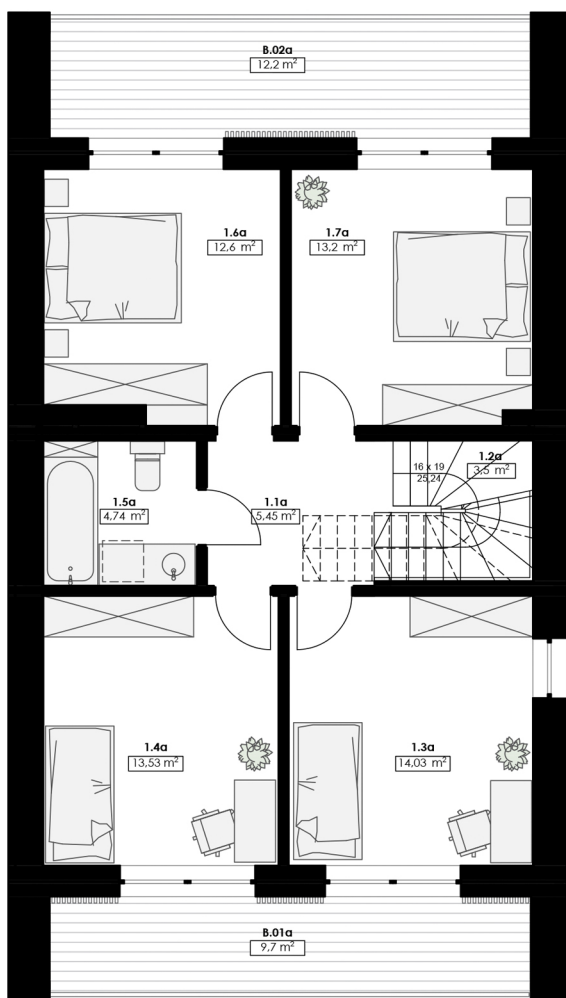 B.02a
12,2 m²
1.6a
12,6 m²
1.7a
13,2 m²
1.2a
3,5 m²
16 x 19
25,24
1.5a
4,74 m²
1.1a
5,45 m²
1.4a
13,53 m²
1.3a
14,03 m²
B.01a
9,7 m²